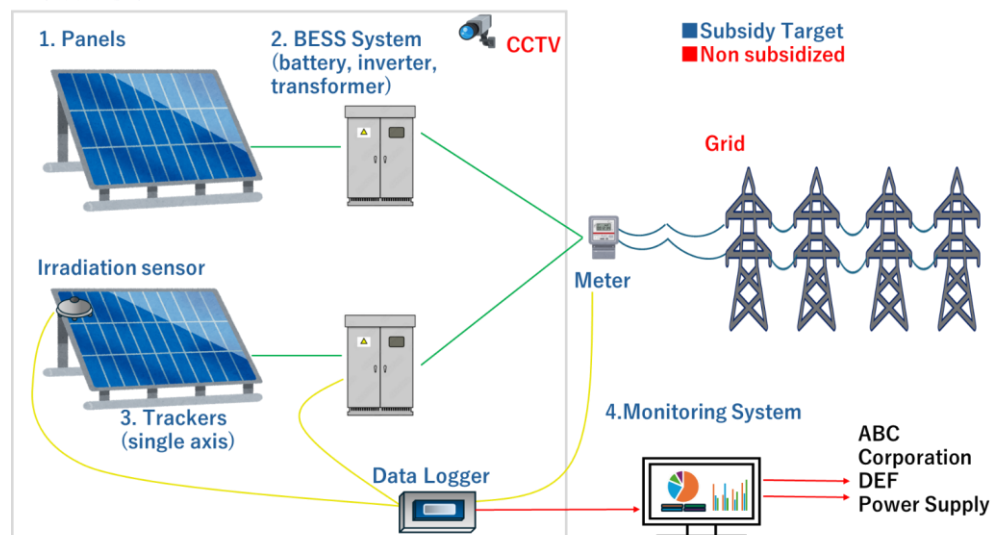 1. Panels
2. BESS System
(battery, inverter,
transformer)
CCTV
■Subsidy Target
■Non subsidized
Grid
Irradiation sensor
Meter
3. Trackers
(single axis)
4.Monitoring System
Data Logger
ABC
Corporation
DEF
Power Supply